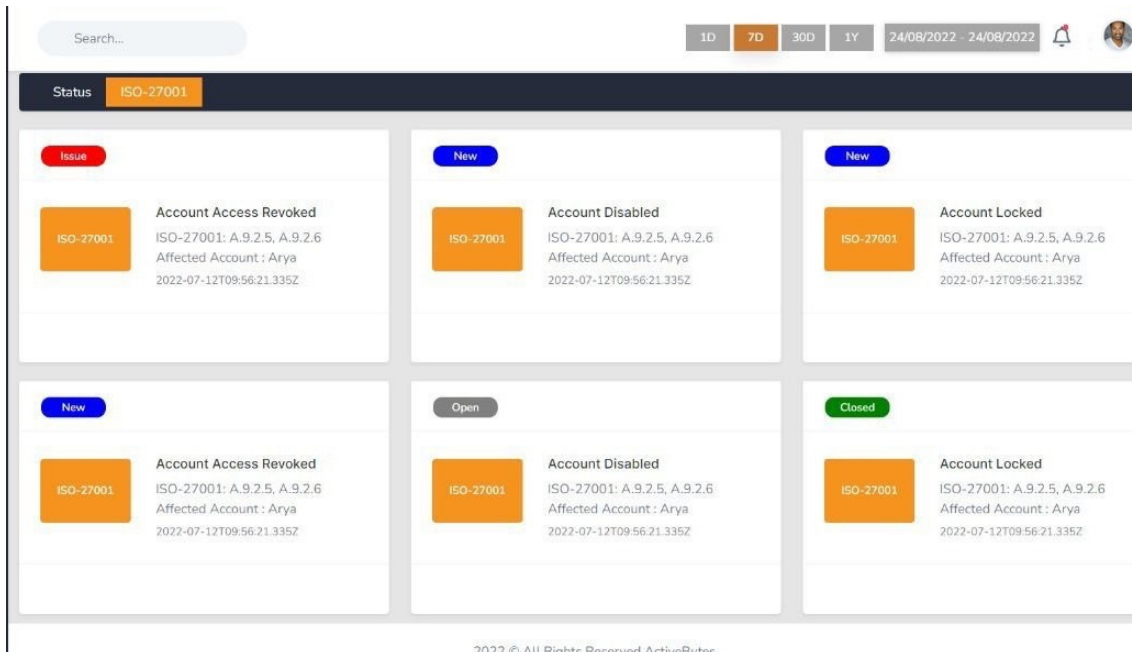 Search...
1D 7D 30D 1Y 24/08/2022 - 24/08/2022
Status ISO-27001
Issue
ISO-27001
Account Access Revoked
ISO-27001: A.9.2.5, A.9.2.6
Affected Account : Arya
2022-07-12T09:56:21.335Z
New
ISO-27001
Account Disabled
ISO-27001: A.9.2.5, A.9.2.6
Affected Account : Arya
2022-07-12T09:56:21.335Z
New
ISO-27001
Account Locked
ISO-27001: A.9.2.5, A.9.2.6
Affected Account : Arya
2022-07-12T09:56:21.335Z
New
ISO-27001
Account Access Revoked
ISO-27001: A.9.2.5, A.9.2.6
Affected Account : Arya
2022-07-12T09:56:21.335Z
Open
ISO-27001
Account Disabled
ISO-27001: A.9.2.5, A.9.2.6
Affected Account : Arya
2022-07-12T09:56:21.335Z
Closed
ISO-27001
Account Locked
ISO-27001: A.9.2.5, A.9.2.6
Affected Account : Arya
2022-07-12T09:56:21.335Z
2022 © All Rights Reserved ActiveBytes